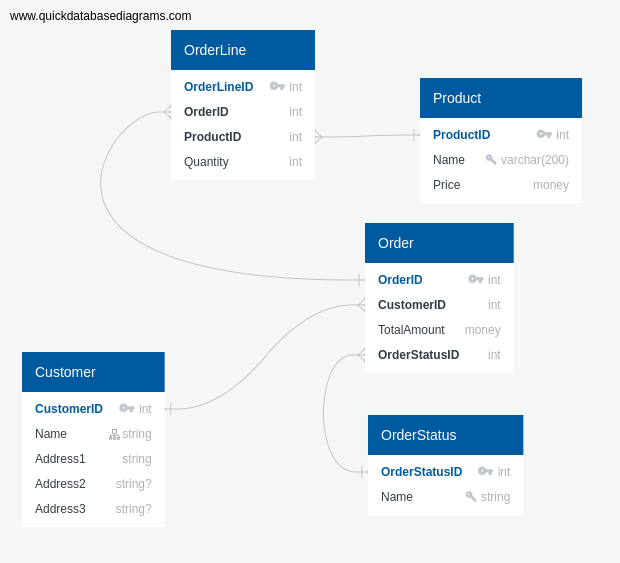 www.quickdatabasediagrams.com
OrderLine
OrderLineID int
OrderID int
ProductID int
Quantity int
Product
ProductID int
Name varchar(200)
Price money
Order
OrderID int
CustomerID int
TotalAmount money
OrderStatusID int
Customer
CustomerID int
Name string
Address1 string
Address2 string?
Address3 string?
OrderStatus
OrderStatusID int
Name string